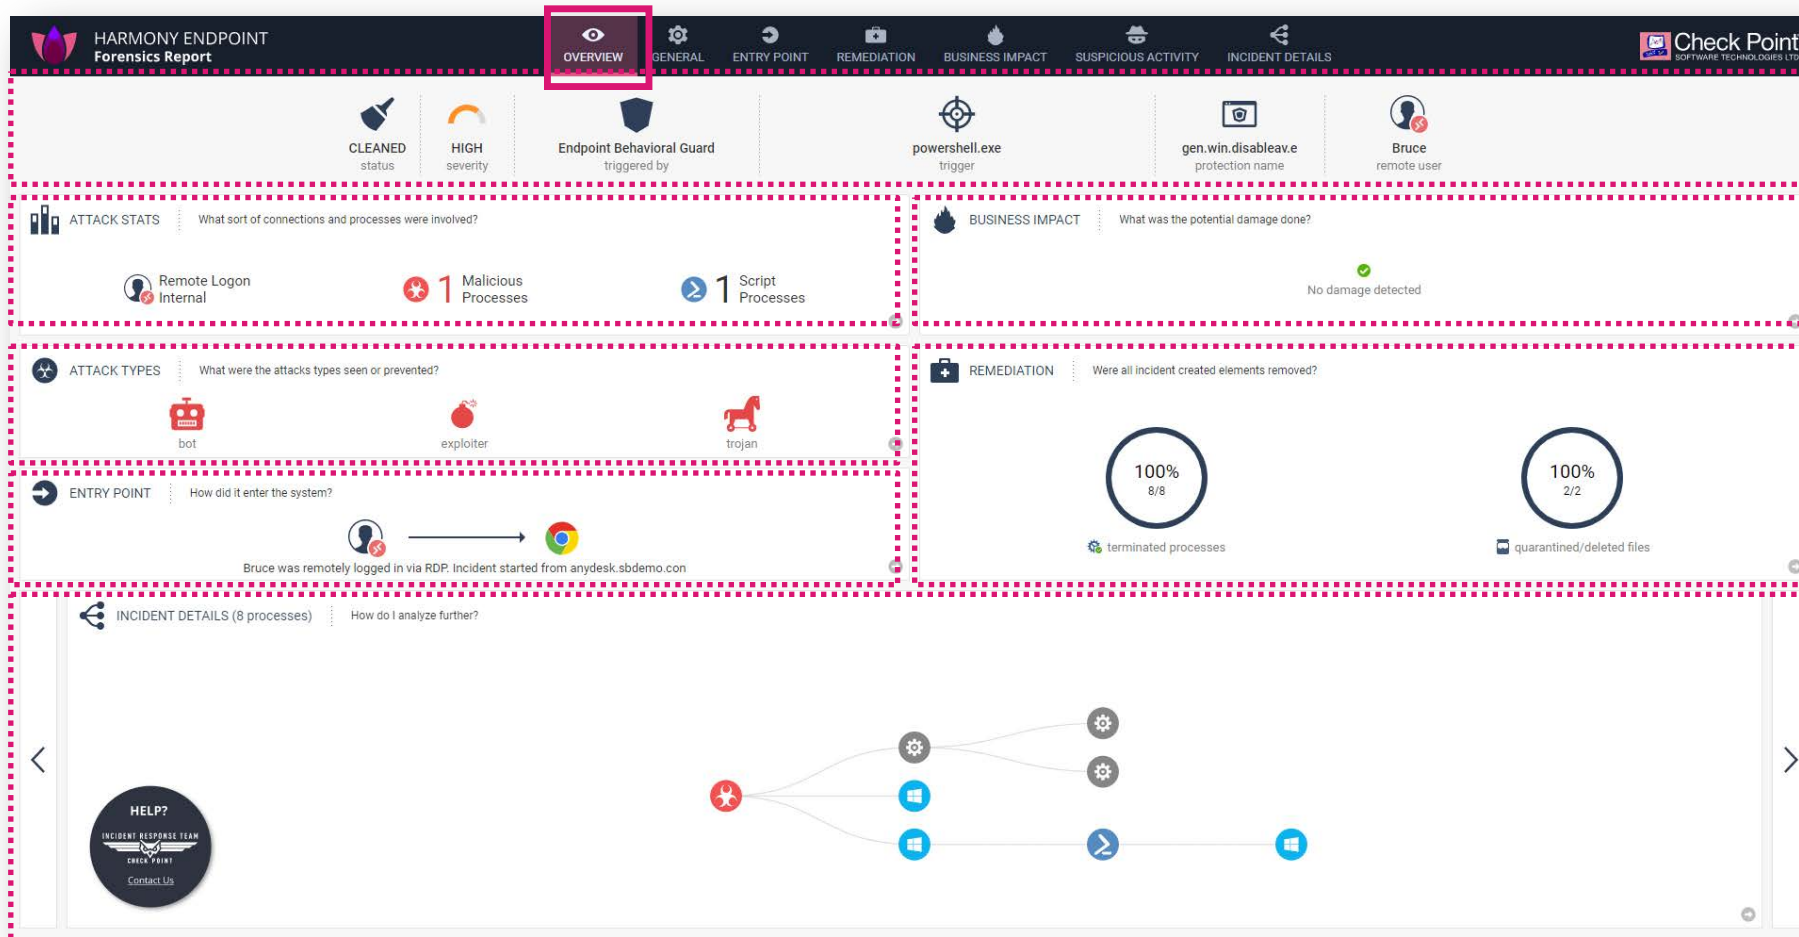 HARMONY ENDPOINT
Forensics Report
OVERVIEW
GENERAL
ENTRY POINT
REMEDIATION
BUSINESS IMPACT
SUSPICIOUS ACTIVITY
INCIDENT DETAILS
Check Point
SOFTWARE TECHNOLOGIES LTD
CLEANED
status
HIGH
severity
Endpoint Behavioral Guard
triggered by
powershell.exe
trigger
gen.win.disableav.e
protection name
Bruce
remote user
ATTACK STATS
What sort of connections and processes were involved?
Remote Logon
Internal
1 Malicious
Processes
1 Script
Processes
BUSINESS IMPACT
What was the potential damage done?
No damage detected
ATTACK TYPES
What were the attacks types seen or prevented?
bot
exploiter
trojan
REMEDIATION
Were all incident created elements removed?
100%
8/8
terminated processes
100%
2/2
quarantined/deleted files
ENTRY POINT
How did it enter the system?
Bruce was remotely logged in via RDP. Incident started from anydesk.sbdemo.con
INCIDENT DETAILS (8 processes)
How do I analyze further?
HELP?
INCIDENT RESPONSE TEAM
CHECK POINT
Contact Us